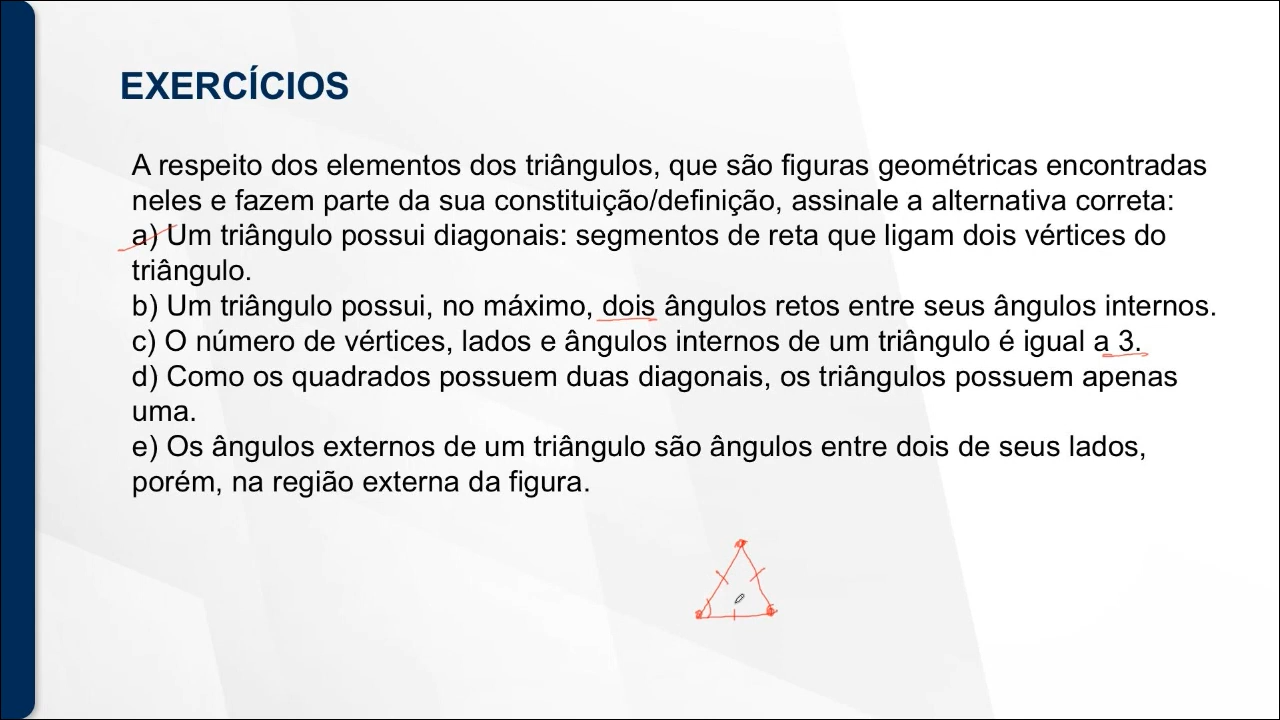 EXERCÍCIOS
A respeito dos elementos dos triângulos, que são figuras geométricas encontradas
neles e fazem parte da sua constituição/definição, assinale a alternativa correta:
a) Um triângulo possui diagonais: segmentos de reta que ligam dois vértices do
triângulo.
b) Um triângulo possui, no máximo, dois ângulos retos entre seus ângulos internos.
c) O número de vértices, lados e ângulos internos de um triângulo é igual a 3.
d) Como os quadrados possuem duas diagonais, os triângulos possuem apenas
uma.
e) Os ângulos externos de um triângulo são ângulos entre dois de seus lados,
porém, na região externa da figura.